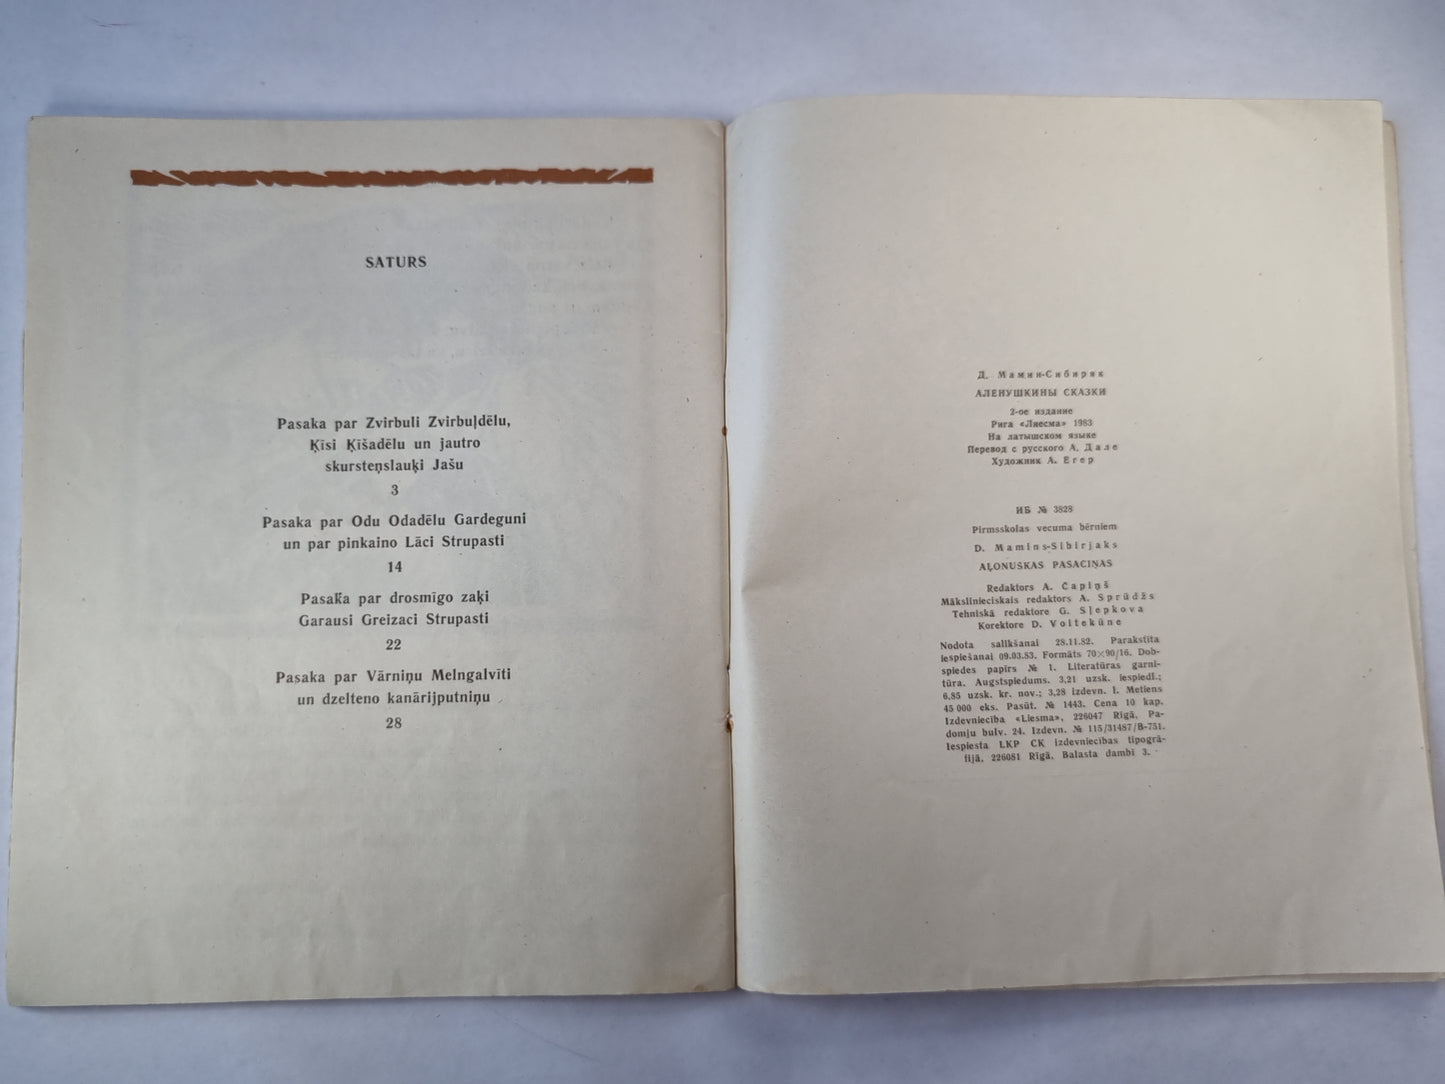 SATURS
Pasaka par Zvirbuli Zvirbuļdēlu,
Ķīsi Ķīšadēlu un jautro
skursteņslauķi Jašu
3
Pasaka par Odu Odadēlu Gardeguni
un par pinkaino Lāci Strupasti
14
Pasaka par drosmīgo zaķi
Garausi Greizaci Strupasti
22
Pasaka par Vārniņu Melngalvīti
un dzelteno kanārijputniņu
28
Д. Мамин-Сибиряк
АЛЕНУШКИНЫ СКАЗКИ
2-ое издание
Рига «Лиесма» 1983
На латышском языке
Перевод с русского А. Дале
Художник А. Егер
ИБ № 3828
Pirmsskolas vecuma bērniem
D. Mamins-Sibirjaks
AĻONUŠKAS PASACIŅAS
Redaktors A. Čapiņš
Mākslinieciskais redaktors A. Sprūdžs
Tehniskā redaktore G. Sļepkova
Korektore D. Voitekūne
Nodota salikšanai 28.11.82. Parakstīta
iespiešanai 09.03.83. Formāts 70×90/16. Dob-
spiedes papīrs № 1. Literatūras garni-
tūra. Augstspiedums. 3,21 uzsk. iespiedl.;
6,85 uzsk. kr. nov.; 3,28 izdevn. l. Metiens
45 000 eks. Pasūt. № 1443. Cena 10 kap.
Izdevniecība «Liesma», 226047 Rīgā, Pa-
domju bulv. 24. Izdevn. № 115/31487/B-751.
Iespiesta LKP CK izdevniecības tipogrā-
fijā, 226081 Rīgā, Balasta dambī 3.